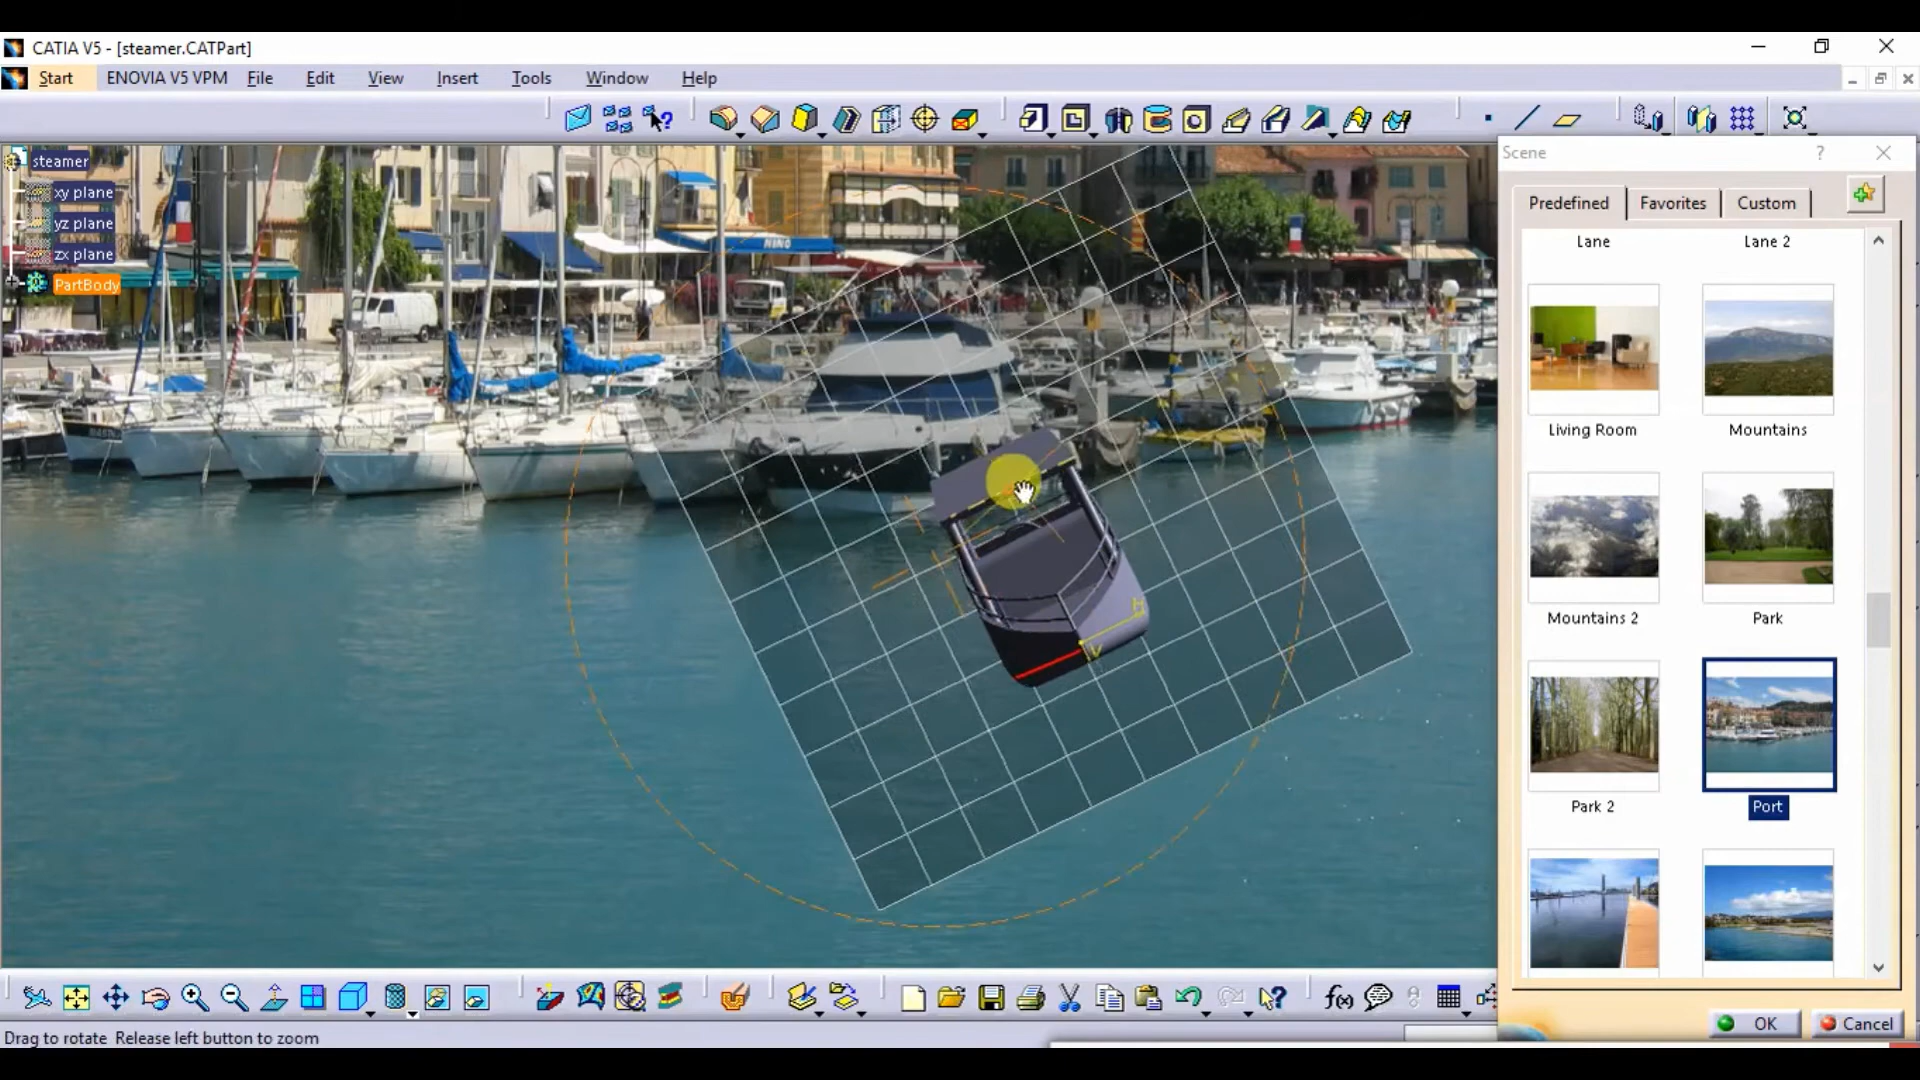 CATIA V5 - [steamer.CATPart]
Start ENOVIA V5 VPM File Edit View Insert Tools Window Help
steamer
xy plane
yz plane
zx plane
PartBody
NINO
H
V
Scene
Predefined Favorites Custom
Lane Lane 2
Living Room Mountains
Mountains 2 Park
Park 2 Port
f(x)
OK Cancel
Drag to rotate Release left button to zoom